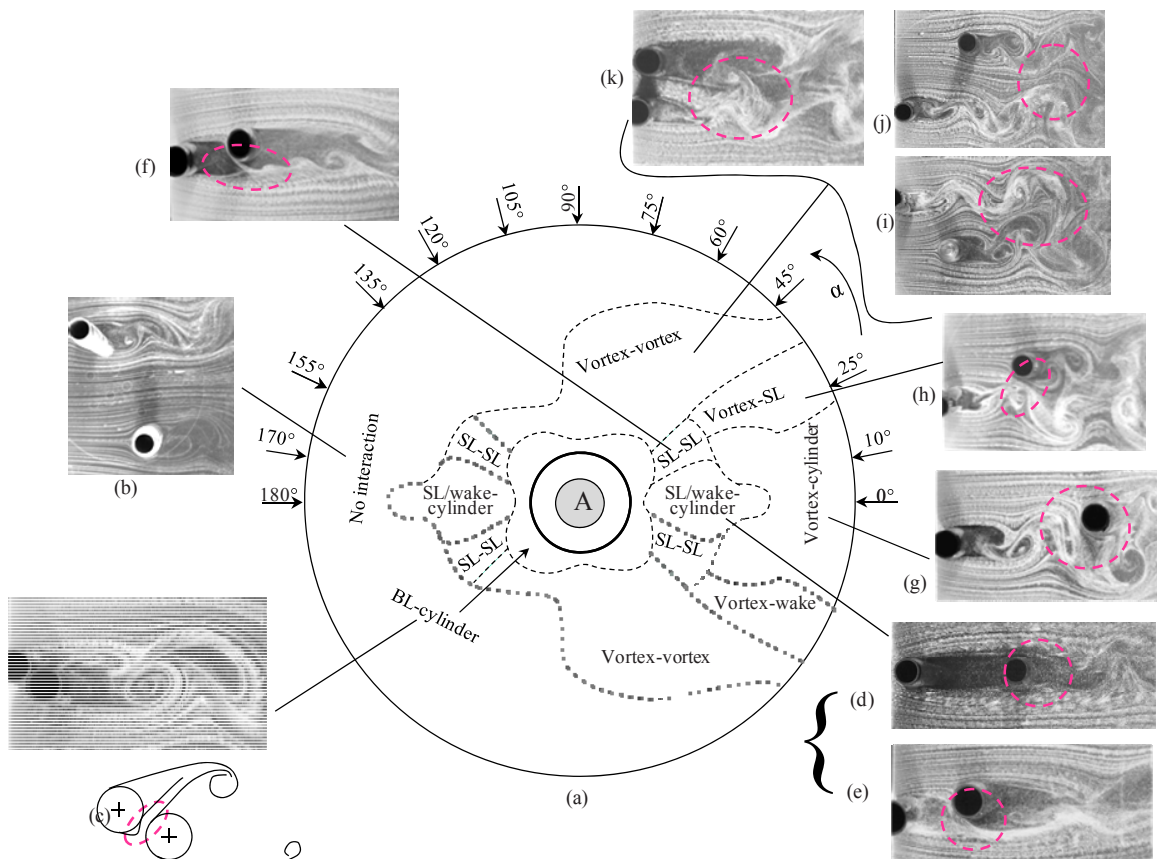 (k)
(j)
(f)
(i)
105°
90°
75°
120°
60°
135°
45°
α
Vortex-vortex
155°
25°
(h)
Vortex-SL
170°
10°
SL-SL
SL-SL
(b)
No interaction
180°
SL/wake-
cylinder
A
SL/wake-
cylinder
Vortex-cylinder
0°
SL-SL
SL-SL
(g)
BL-cylinder
Vortex-wake
Vortex-vortex
(d)
{
(a)
(e)
(c)
+
+